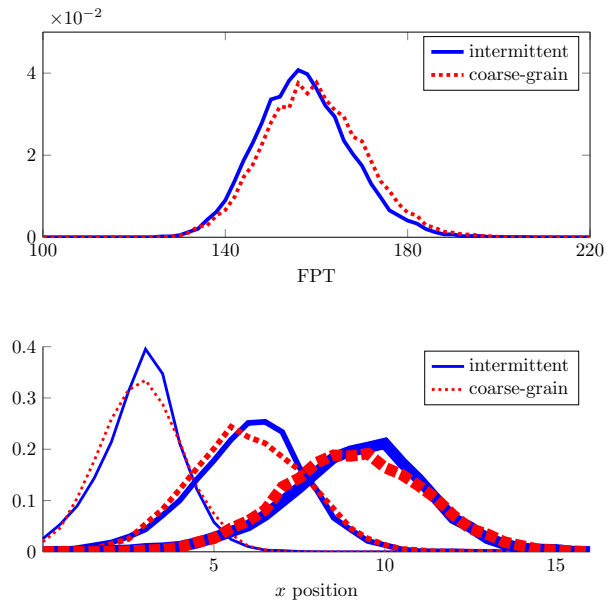 ×10⁻²
4
2
0
intermittent
coarse-grain
100 140 180 220
FPT
0.4
0.3
0.2
0.1
0
intermittent
coarse-grain
5 10 15
x position